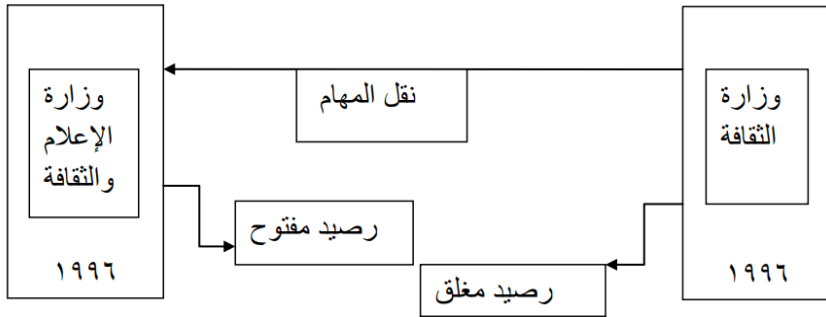 وزارة
الثقافة
١٩٩٦
نقل المهام
وزارة
الإعلام
والثقافة
١٩٩٦
رصيد مفتوح
رصيد مغلق